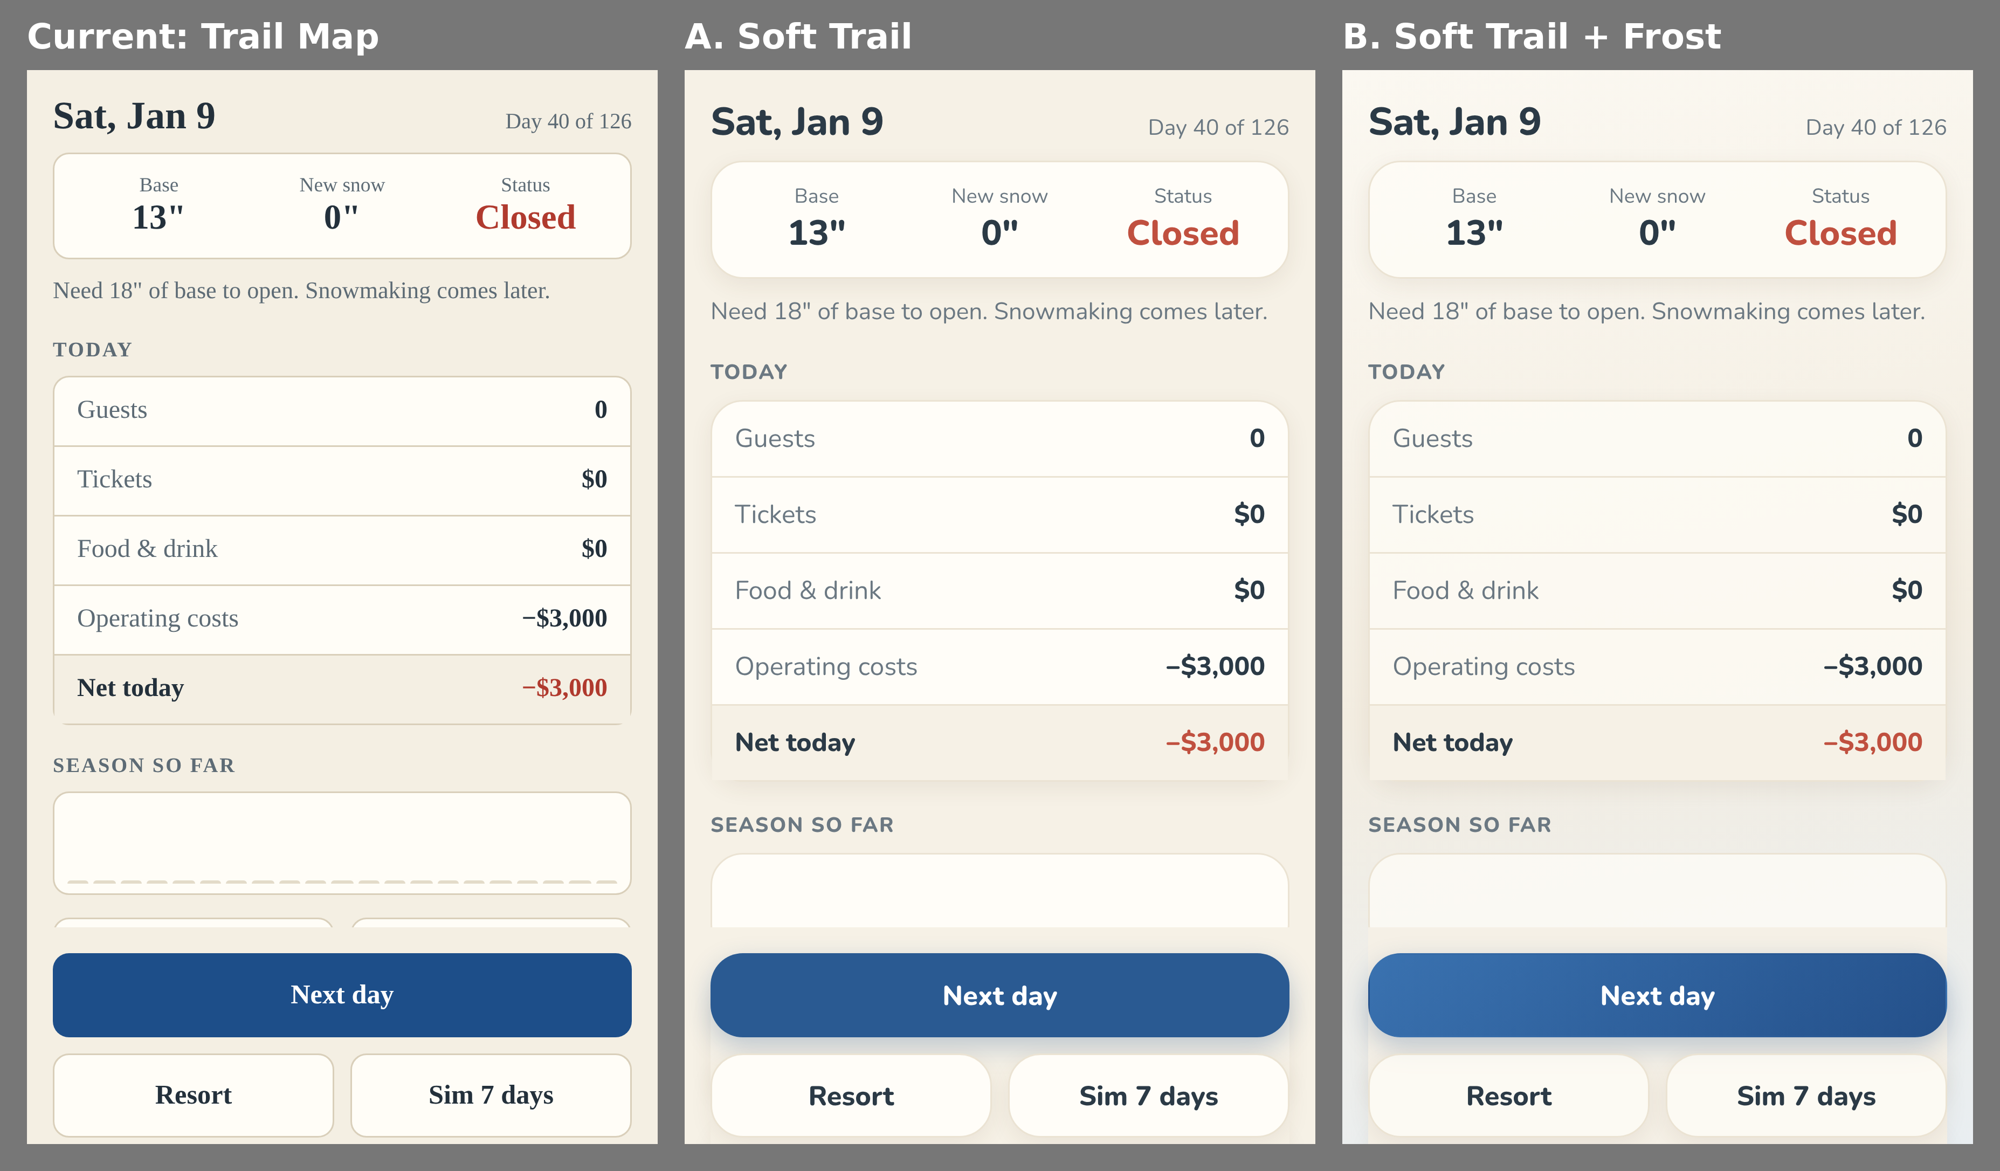 Current: Trail Map
Sat, Jan 9
Day 40 of 126
Base New snow Status
13" 0" Closed
Need 18" of base to open. Snowmaking comes later.
TODAY
Guests 0
Tickets $0
Food & drink $0
Operating costs −$3,000
Net today −$3,000
SEASON SO FAR
Next day
Resort Sim 7 days
A. Soft Trail
Sat, Jan 9
Day 40 of 126
Base New snow Status
13" 0" Closed
Need 18" of base to open. Snowmaking comes later.
TODAY
Guests 0
Tickets $0
Food & drink $0
Operating costs −$3,000
Net today −$3,000
SEASON SO FAR
Next day
Resort Sim 7 days
B. Soft Trail + Frost
Sat, Jan 9
Day 40 of 126
Base New snow Status
13" 0" Closed
Need 18" of base to open. Snowmaking comes later.
TODAY
Guests 0
Tickets $0
Food & drink $0
Operating costs −$3,000
Net today −$3,000
SEASON SO FAR
Next day
Resort Sim 7 days